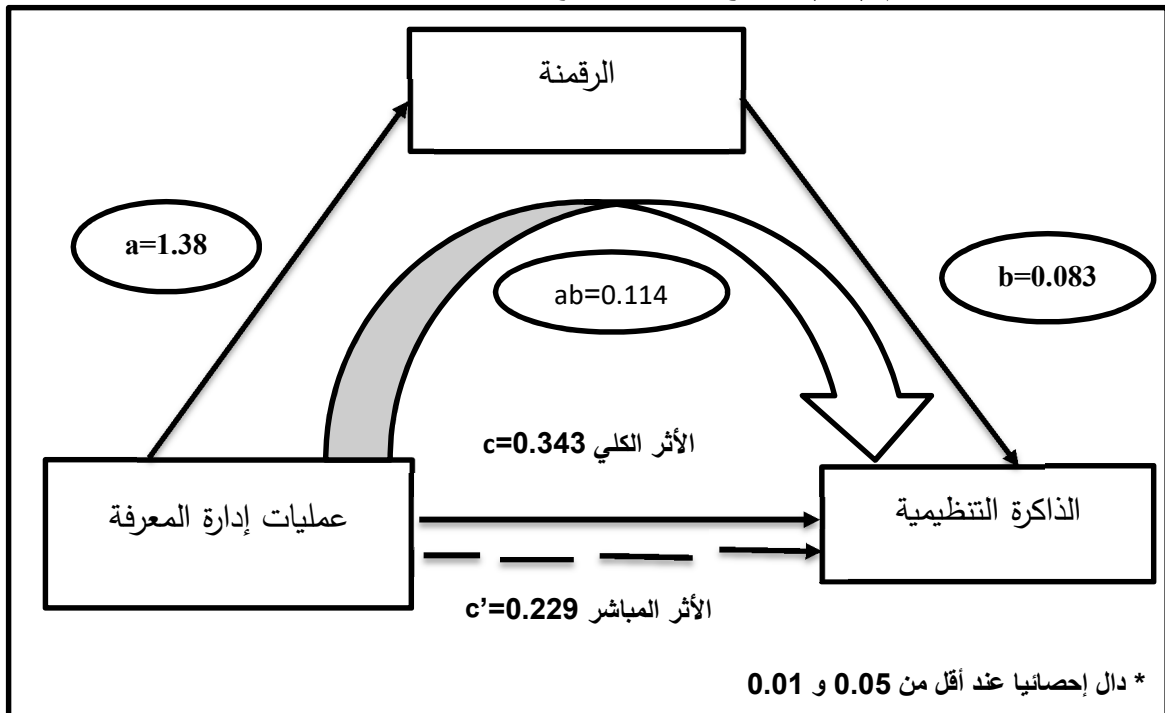 الرقمنة
a=1.38
ab=0.114
b=0.083
الأثر الكلي c=0.343
عمليات إدارة المعرفة
الذاكرة التنظيمية
الأثر المباشر c’=0.229
* دال إحصائيا عند أقل من 0.05 و 0.01